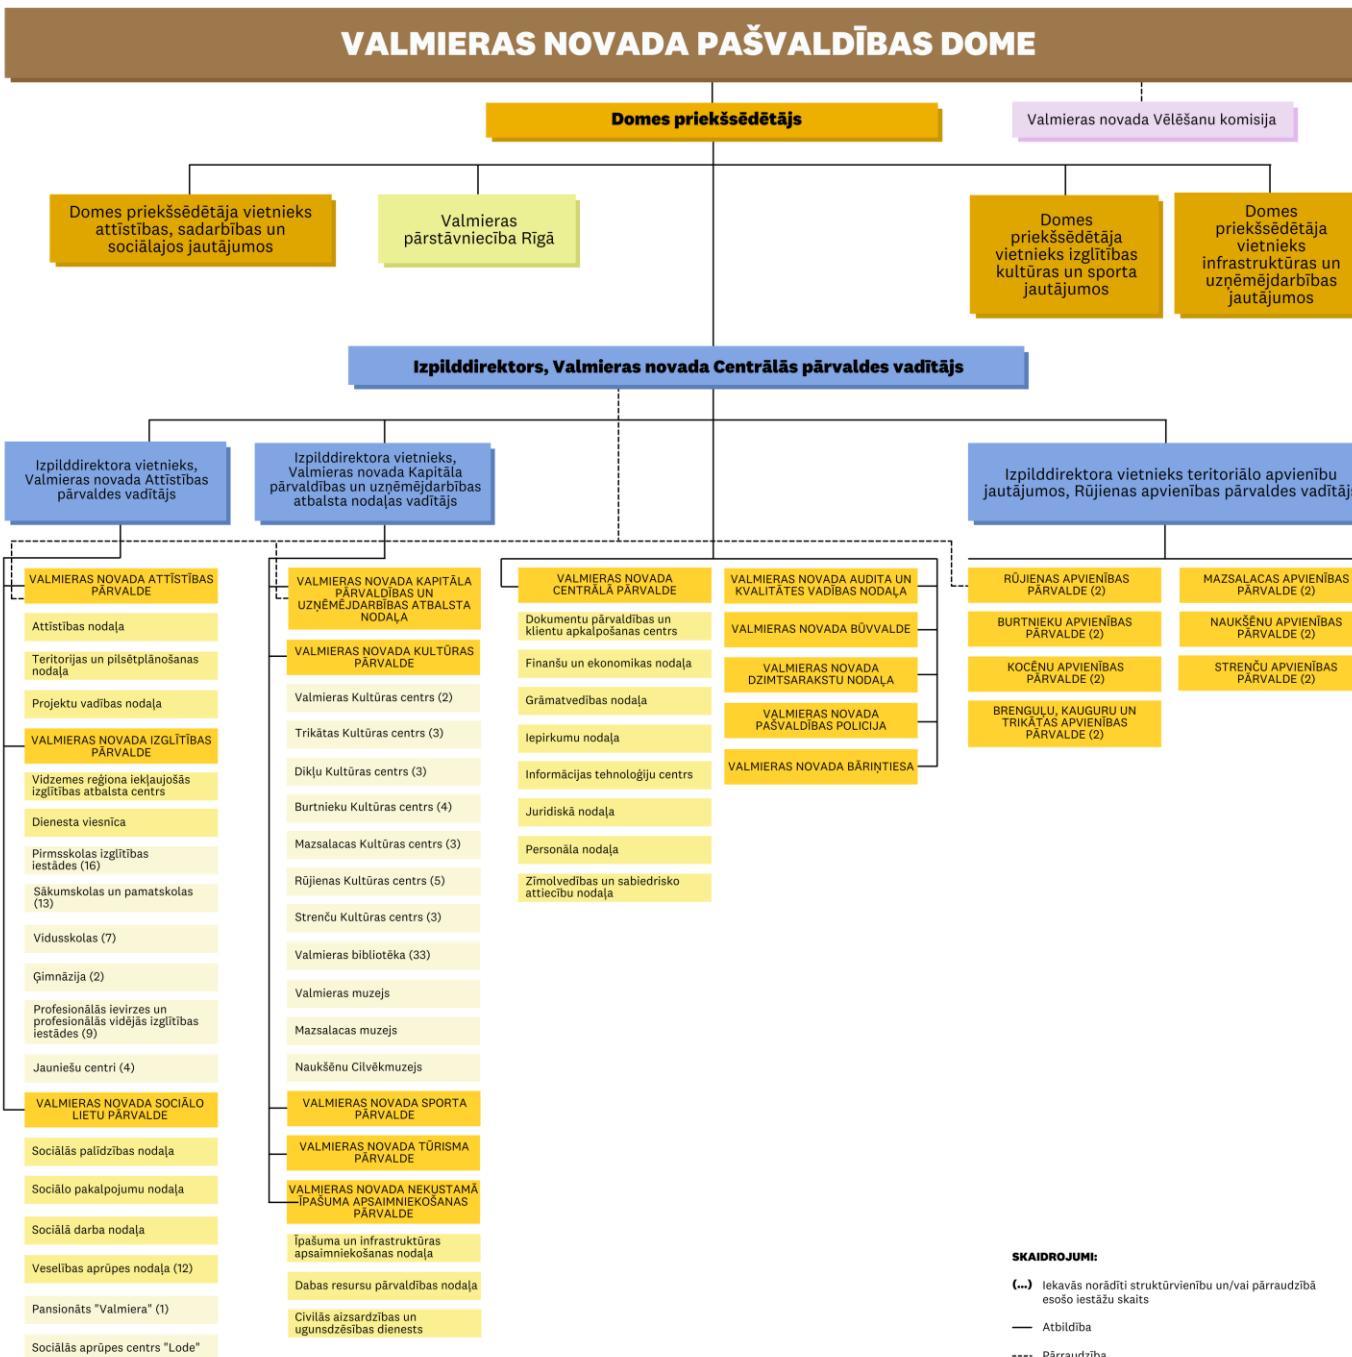 VALMIERAS NOVADA PAŠVALDĪBAS DOME
Domes priekšsēdētājs
Valmieras novada Vēlēšanu komisija
Domes priekšsēdētāja vietnieks
attīstības, sadarbības un
sociālajos jautājumos
Valmieras
pārstāvniecība Rīgā
Domes
priekšsēdētāja
vietnieks izglītības
kultūras un sporta
jautājumos
Domes
priekšsēdētāja
vietnieks
infrastruktūras un
uzņēmējdarbības
jautājumos
Izpilddirektors, Valmieras novada Centrālās pārvaldes vadītājs
Izpilddirektora vietnieks,
Valmieras novada Attīstības
pārvaldes vadītājs
Izpilddirektora vietnieks,
Valmieras novada Kapitāla
pārvaldības un uzņēmējdarbības
atbalsta nodaļas vadītājs
Izpilddirektora vietnieks teritoriālo apvienību
jautājumos, Rūjienas apvienības pārvaldes vadītājs
VALMIERAS NOVADA ATTĪSTĪBAS
PĀRVALDE
Attīstības nodaļa
Teritorijas un pilsētplānošanas
nodaļa
Projektu vadības nodaļa
VALMIERAS NOVADA IZGLĪTĪBAS
PĀRVALDE
Vidzemes reģiona iekļaujošās
izglītības atbalsta centrs
Dienesta viesnīca
Pirmsskolas izglītības
iestādes (16)
Sākumskolas un pamatskolas
(13)
Vidusskolas (7)
Ģimnāzija (2)
Profesionālās ievirzes un
profesionālās vidējās izglītības
iestādes (9)
Jauniešu centri (4)
VALMIERAS NOVADA SOCIĀLO
LIETU PĀRVALDE
Sociālās palīdzības nodaļa
Sociālo pakalpojumu nodaļa
Sociālā darba nodaļa
Veselības aprūpes nodaļa (12)
Pansionāts "Valmiera" (1)
Sociālās aprūpes centrs "Lode"
VALMIERAS NOVADA KAPITĀLA
PĀRVALDĪBAS UN
UZŅĒMĒJDARBĪBAS ATBALSTA
NODAĻA
VALMIERAS NOVADA KULTŪRAS
PĀRVALDE
Valmieras Kultūras centrs (2)
Trikātas Kultūras centrs (3)
Dikļu Kultūras centrs (3)
Burtnieku Kultūras centrs (4)
Mazsalacas Kultūras centrs (3)
Rūjienas Kultūras centrs (5)
Strenču Kultūras centrs (3)
Valmieras bibliotēka (33)
Valmieras muzejs
Mazsalacas muzejs
Naukšēnu Cilvēkmuzejs
VALMIERAS NOVADA SPORTA
PĀRVALDE
VALMIERAS NOVADA TŪRISMA
PĀRVALDE
VALMIERAS NOVADA NEKUSTAMĀ
ĪPAŠUMA APSAIMNIEKOŠANAS
PĀRVALDE
Īpašuma un infrastruktūras
apsaimniekošanas nodaļa
Dabas resursu pārvaldības nodaļa
Civilās aizsardzības un
ugunsdzēsības dienests
VALMIERAS NOVADA
CENTRĀLĀ PĀRVALDE
Dokumentu pārvaldības un
klientu apkalpošanas centrs
Finanšu un ekonomikas nodaļa
Grāmatvedības nodaļa
Iepirkumu nodaļa
Informācijas tehnoloģiju centrs
Juridiskā nodaļa
Personāla nodaļa
Zīmolvedības un sabiedrisko
attiecību nodaļa
VALMIERAS NOVADA AUDITA UN
KVALITĀTES VADĪBAS NODAĻA
VALMIERAS NOVADA BŪVVALDE
VALMIERAS NOVADA
DZIMTSARAKSTU NODAĻA
VALMIERAS NOVADA
PAŠVALDĪBAS POLICIJA
VALMIERAS NOVADA BĀRIŅTIESA
RŪJIENAS APVIENĪBAS
PĀRVALDE (2)
BURTNIEKU APVIENĪBAS
PĀRVALDE (2)
KOCĒNU APVIENĪBAS
PĀRVALDE (2)
BRENGUĻU, KAUGURU UN
TRIKĀTAS APVIENĪBAS
PĀRVALDE (2)
MAZSALACAS APVIENĪBAS
PĀRVALDE (2)
NAUKŠĒNU APVIENĪBAS
PĀRVALDE (2)
STRENČU APVIENĪBAS
PĀRVALDE (2)
SKAIDROJUMI:
(...) Iekavās norādīti struktūrvienību un/vai pārraudzībā
esošo iestāžu skaits
Atbildība
Pārraudzība